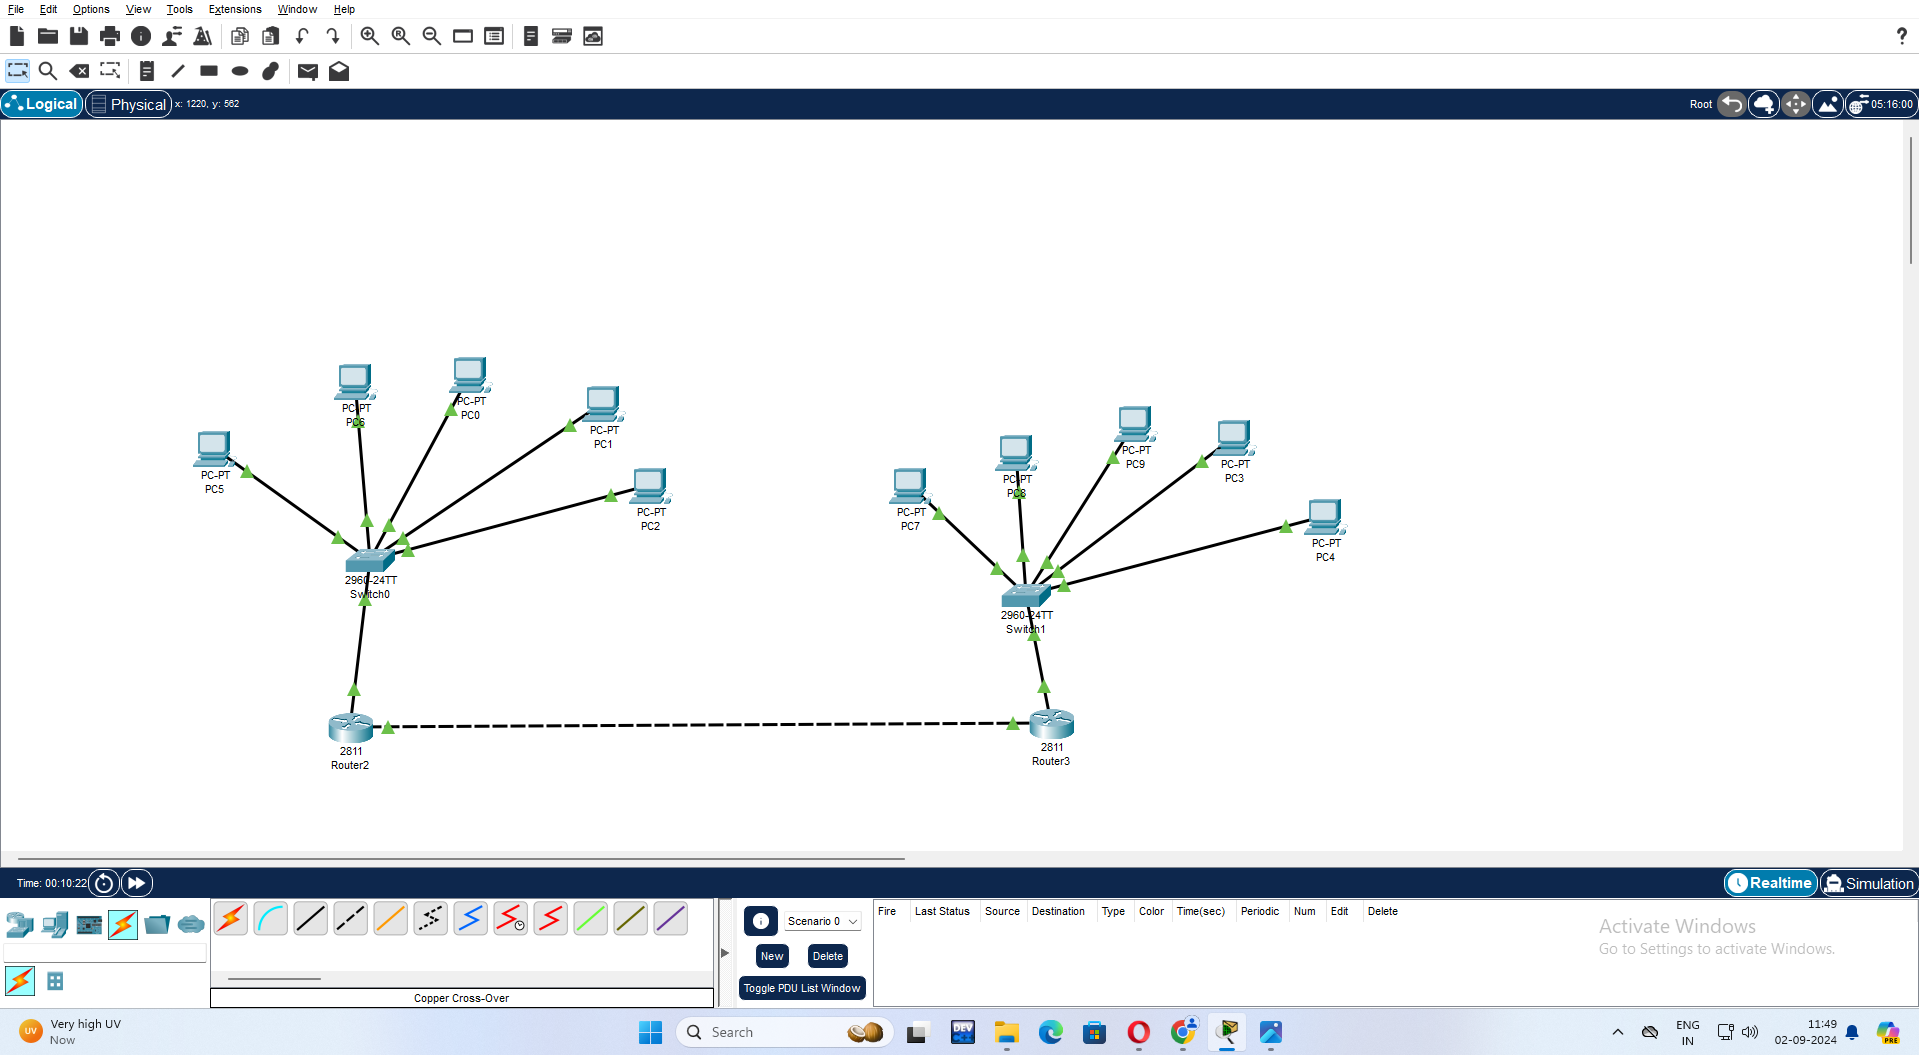 File Edit Options View Tools Extensions Window Help
?
Logical Physical x: 1220, y: 562 Root 05:16:00
PC-PT
PC6
PC-PT
PC0
PC-PT
PC1
PC-PT
PC5
PC-PT
PC2
2960-24TT
Switch0
2811
Router2
PC-PT
PC9
PC-PT
PC3
PC-PT
PC8
PC-PT
PC7
PC-PT
PC4
2960-24TT
Switch1
2811
Router3
Time: 00:10:22 Realtime Simulation
Copper Cross-Over
Scenario 0
New Delete
Toggle PDU List Window
Fire Last Status Source Destination Type Color Time(sec) Periodic Num Edit Delete
Activate Windows
Go to Settings to activate Windows.
UV
Very high UV
Now
Search
DEV
PRE
ENG
IN
11:49
02-09-2024